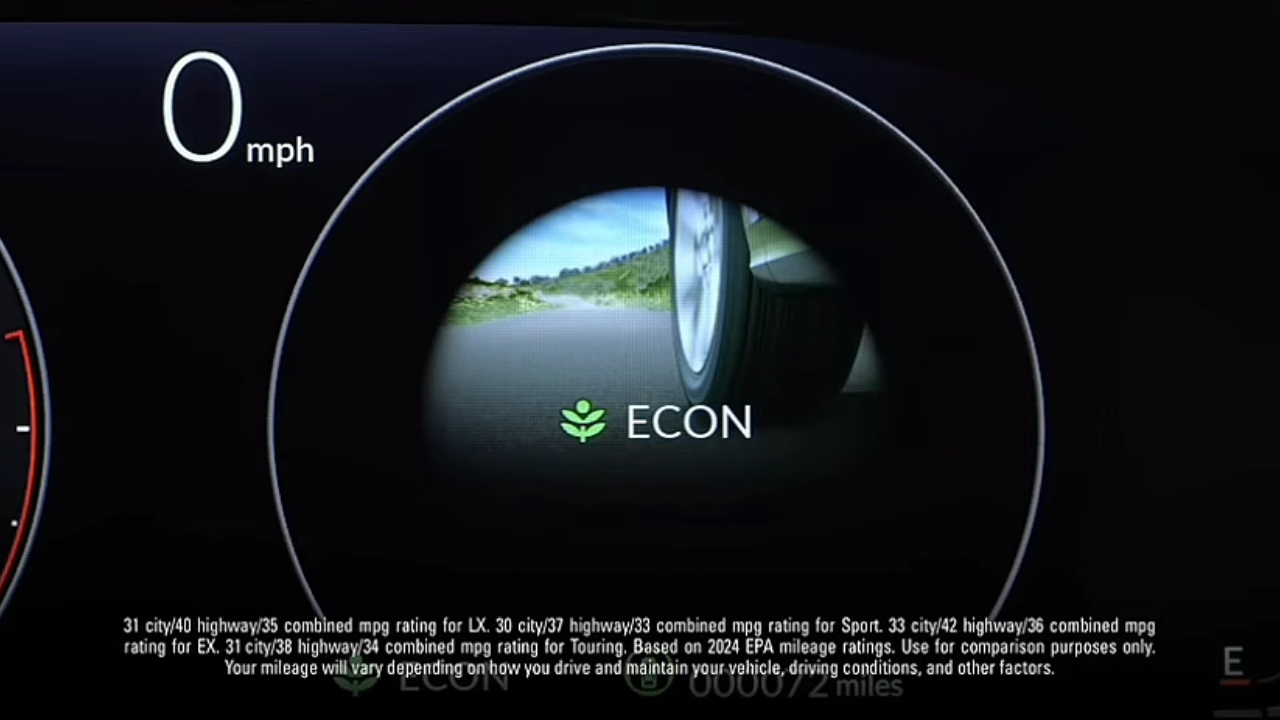 0 mph
ECON
31 city/40 highway/35 combined mpg rating for LX. 30 city/37 highway/33 combined mpg rating for Sport. 33 city/42 highway/36 combined mpg
rating for EX. 31 city/38 highway/34 combined mpg rating for Touring. Based on 2024 EPA mileage ratings. Use for comparison purposes only.
Your mileage will vary depending on how you drive and maintain your vehicle, driving conditions, and other factors.
E
ECON
000072 miles